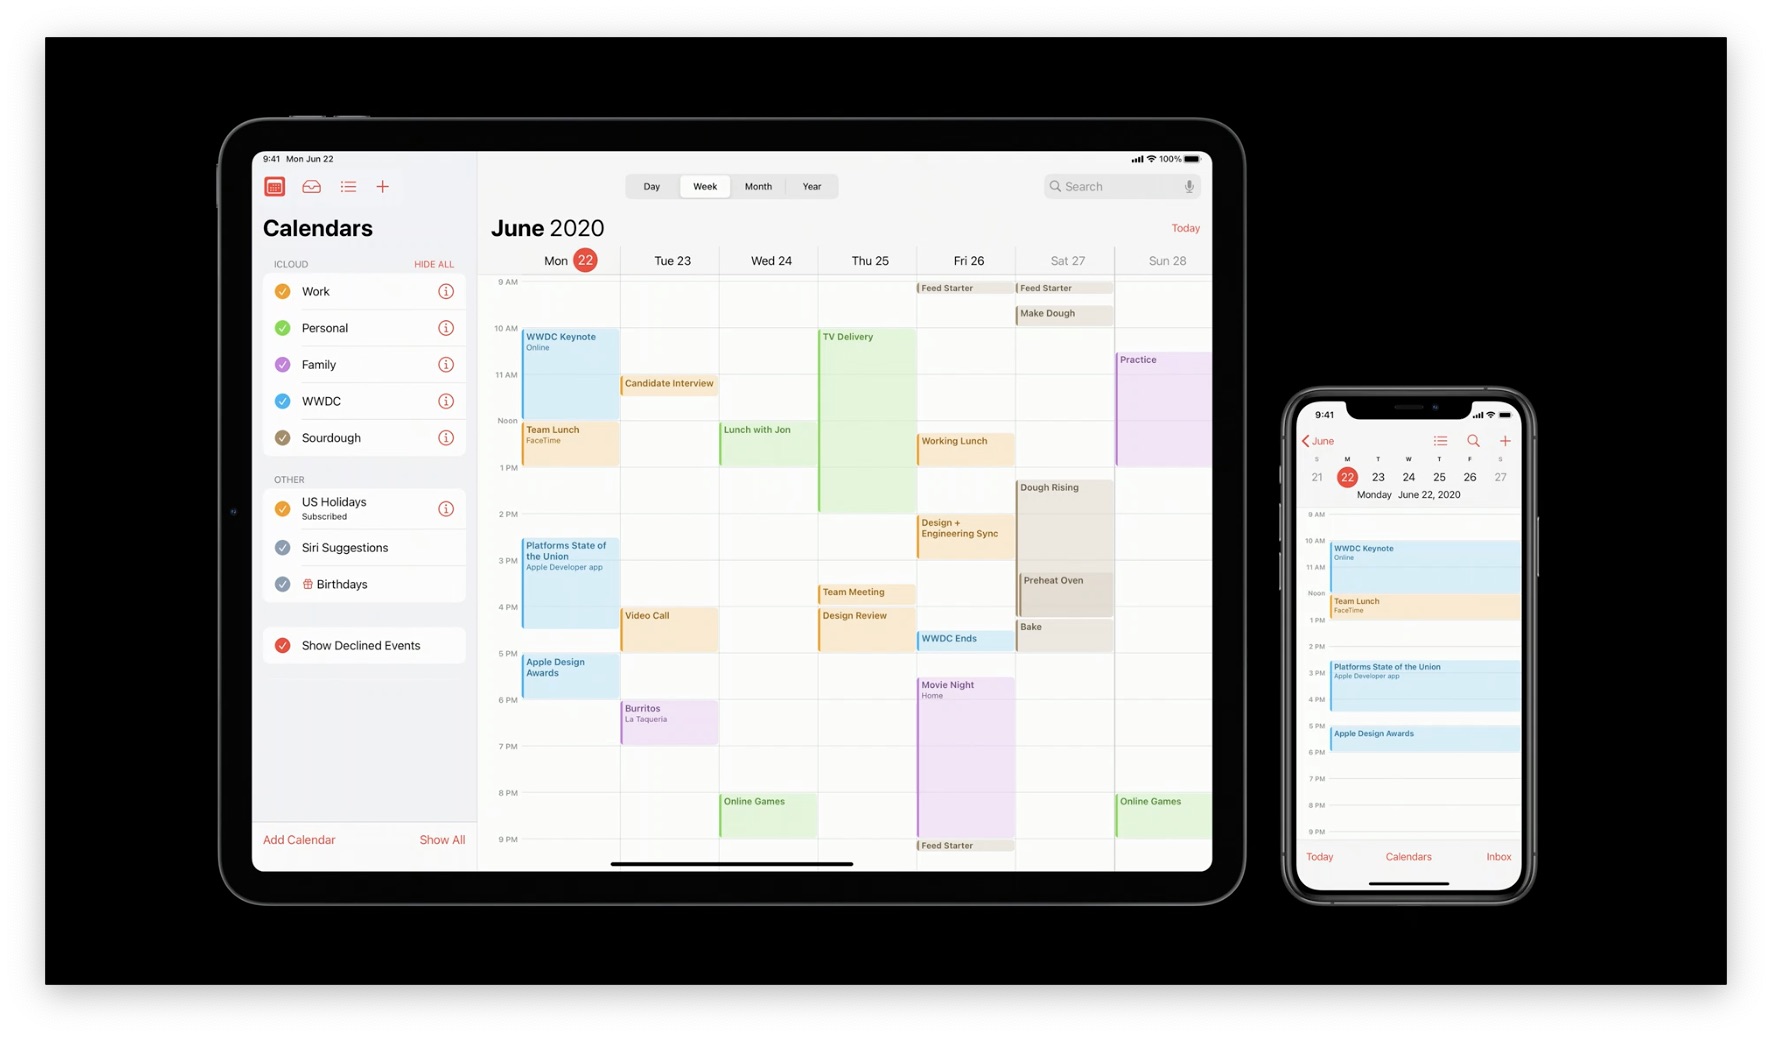 9:41 Mon Jun 22
100%
Day Week Month Year
Search
Calendars
ICLOUD HIDE ALL
Work
Personal
Family
WWDC
Sourdough
OTHER
US Holidays
Subscribed
Siri Suggestions
Birthdays
Show Declined Events
Add Calendar Show All
June 2020
Today
Mon 22 Tue 23 Wed 24 Thu 25 Fri 26 Sat 27 Sun 28
9 AM
10 AM
11 AM
Noon
1 PM
2 PM
3 PM
4 PM
5 PM
6 PM
7 PM
8 PM
9 PM
WWDC Keynote
Online
Team Lunch
FaceTime
Platforms State of
the Union
Apple Developer app
Apple Design
Awards
Candidate Interview
Video Call
Burritos
La Taqueria
Lunch with Jon
Online Games
TV Delivery
Team Meeting
Design Review
Feed Starter
Working Lunch
Design +
Engineering Sync
WWDC Ends
Movie Night
Home
Feed Starter
Feed Starter
Make Dough
Dough Rising
Preheat Oven
Bake
Practice
Online Games
9:41
June
S M T W T F S
21 22 23 24 25 26 27
Monday June 22, 2020
9 AM
10 AM
11 AM
Noon
1 PM
2 PM
3 PM
4 PM
5 PM
6 PM
7 PM
8 PM
9 PM
WWDC Keynote
Online
Team Lunch
FaceTime
Platforms State of the Union
Apple Developer app
Apple Design Awards
Today Calendars Inbox